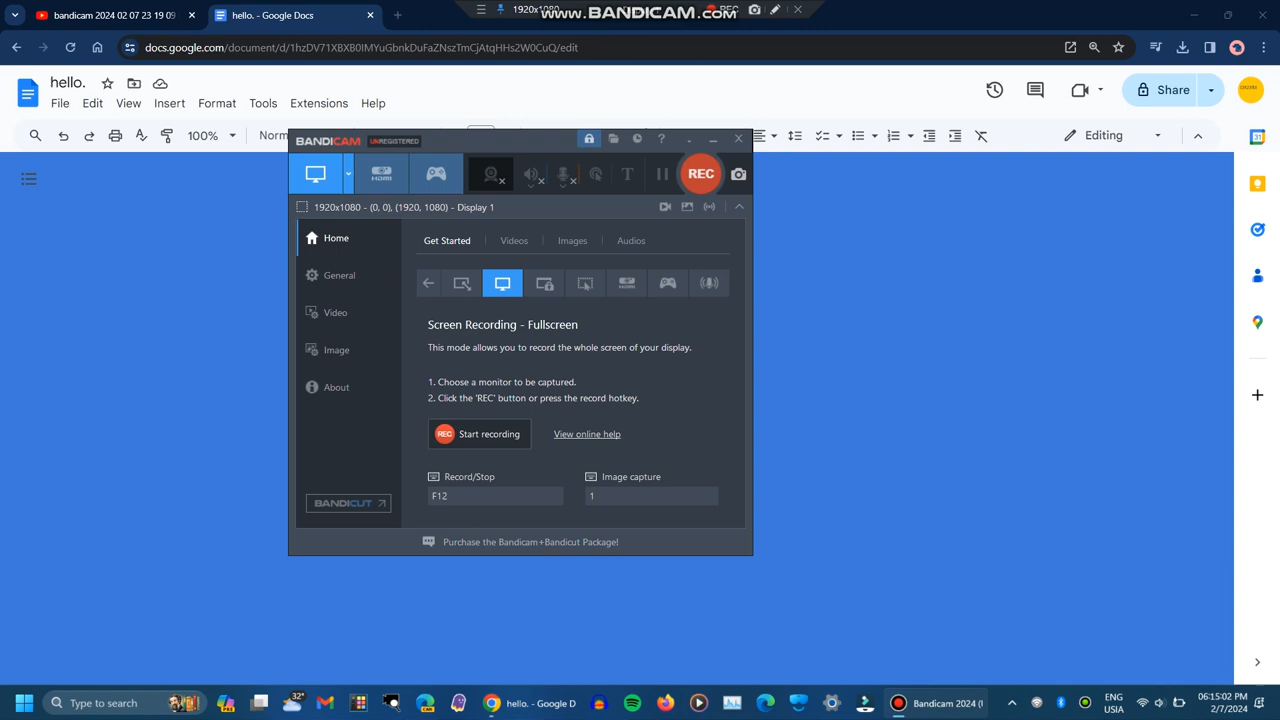 bandicam 2024 02 07 23 19 09
hello. - Google Docs
1920x1080
REC
www.BANDICAM.com
docs.google.com/document/d/1hzDV71XBXB0IMYuGbnkDuFaZNszTmCjAtqHHs2W0CuQ/edit
hello.
File Edit View Insert Format Tools Extensions Help
Share
100%
Norm
Editing
BANDICAM UNREGISTERED
HDMI
T
REC
1920x1080 - (0, 0), (1920, 1080) - Display 1
Home
General
Video
Image
About
BANDICUT
Get Started Videos Images Audios
HDMI
Screen Recording - Fullscreen
This mode allows you to record the whole screen of your display.
1. Choose a monitor to be captured.
2. Click the 'REC' button or press the record hotkey.
REC Start recording
View online help
Record/Stop
Image capture
F12
1
Purchase the Bandicam+Bandicut Package!
Type to search
32°
hello. - Google D
Bandicam 2024 (
ENG
USIA
06:15:02 PM
2/7/2024